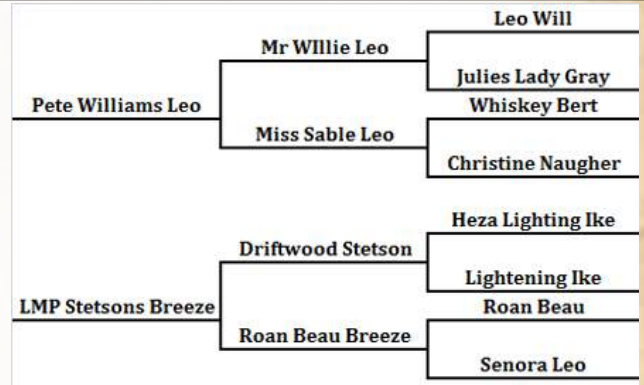 Leo Will
Mr WIllie Leo
Julies Lady Gray
Pete Williams Leo
Whiskey Bert
Miss Sable Leo
Christine Naugher
Heza Lighting Ike
Driftwood Stetson
Lightening Ike
LMP Stetsons Breeze
Roan Beau
Roan Beau Breeze
Senora Leo